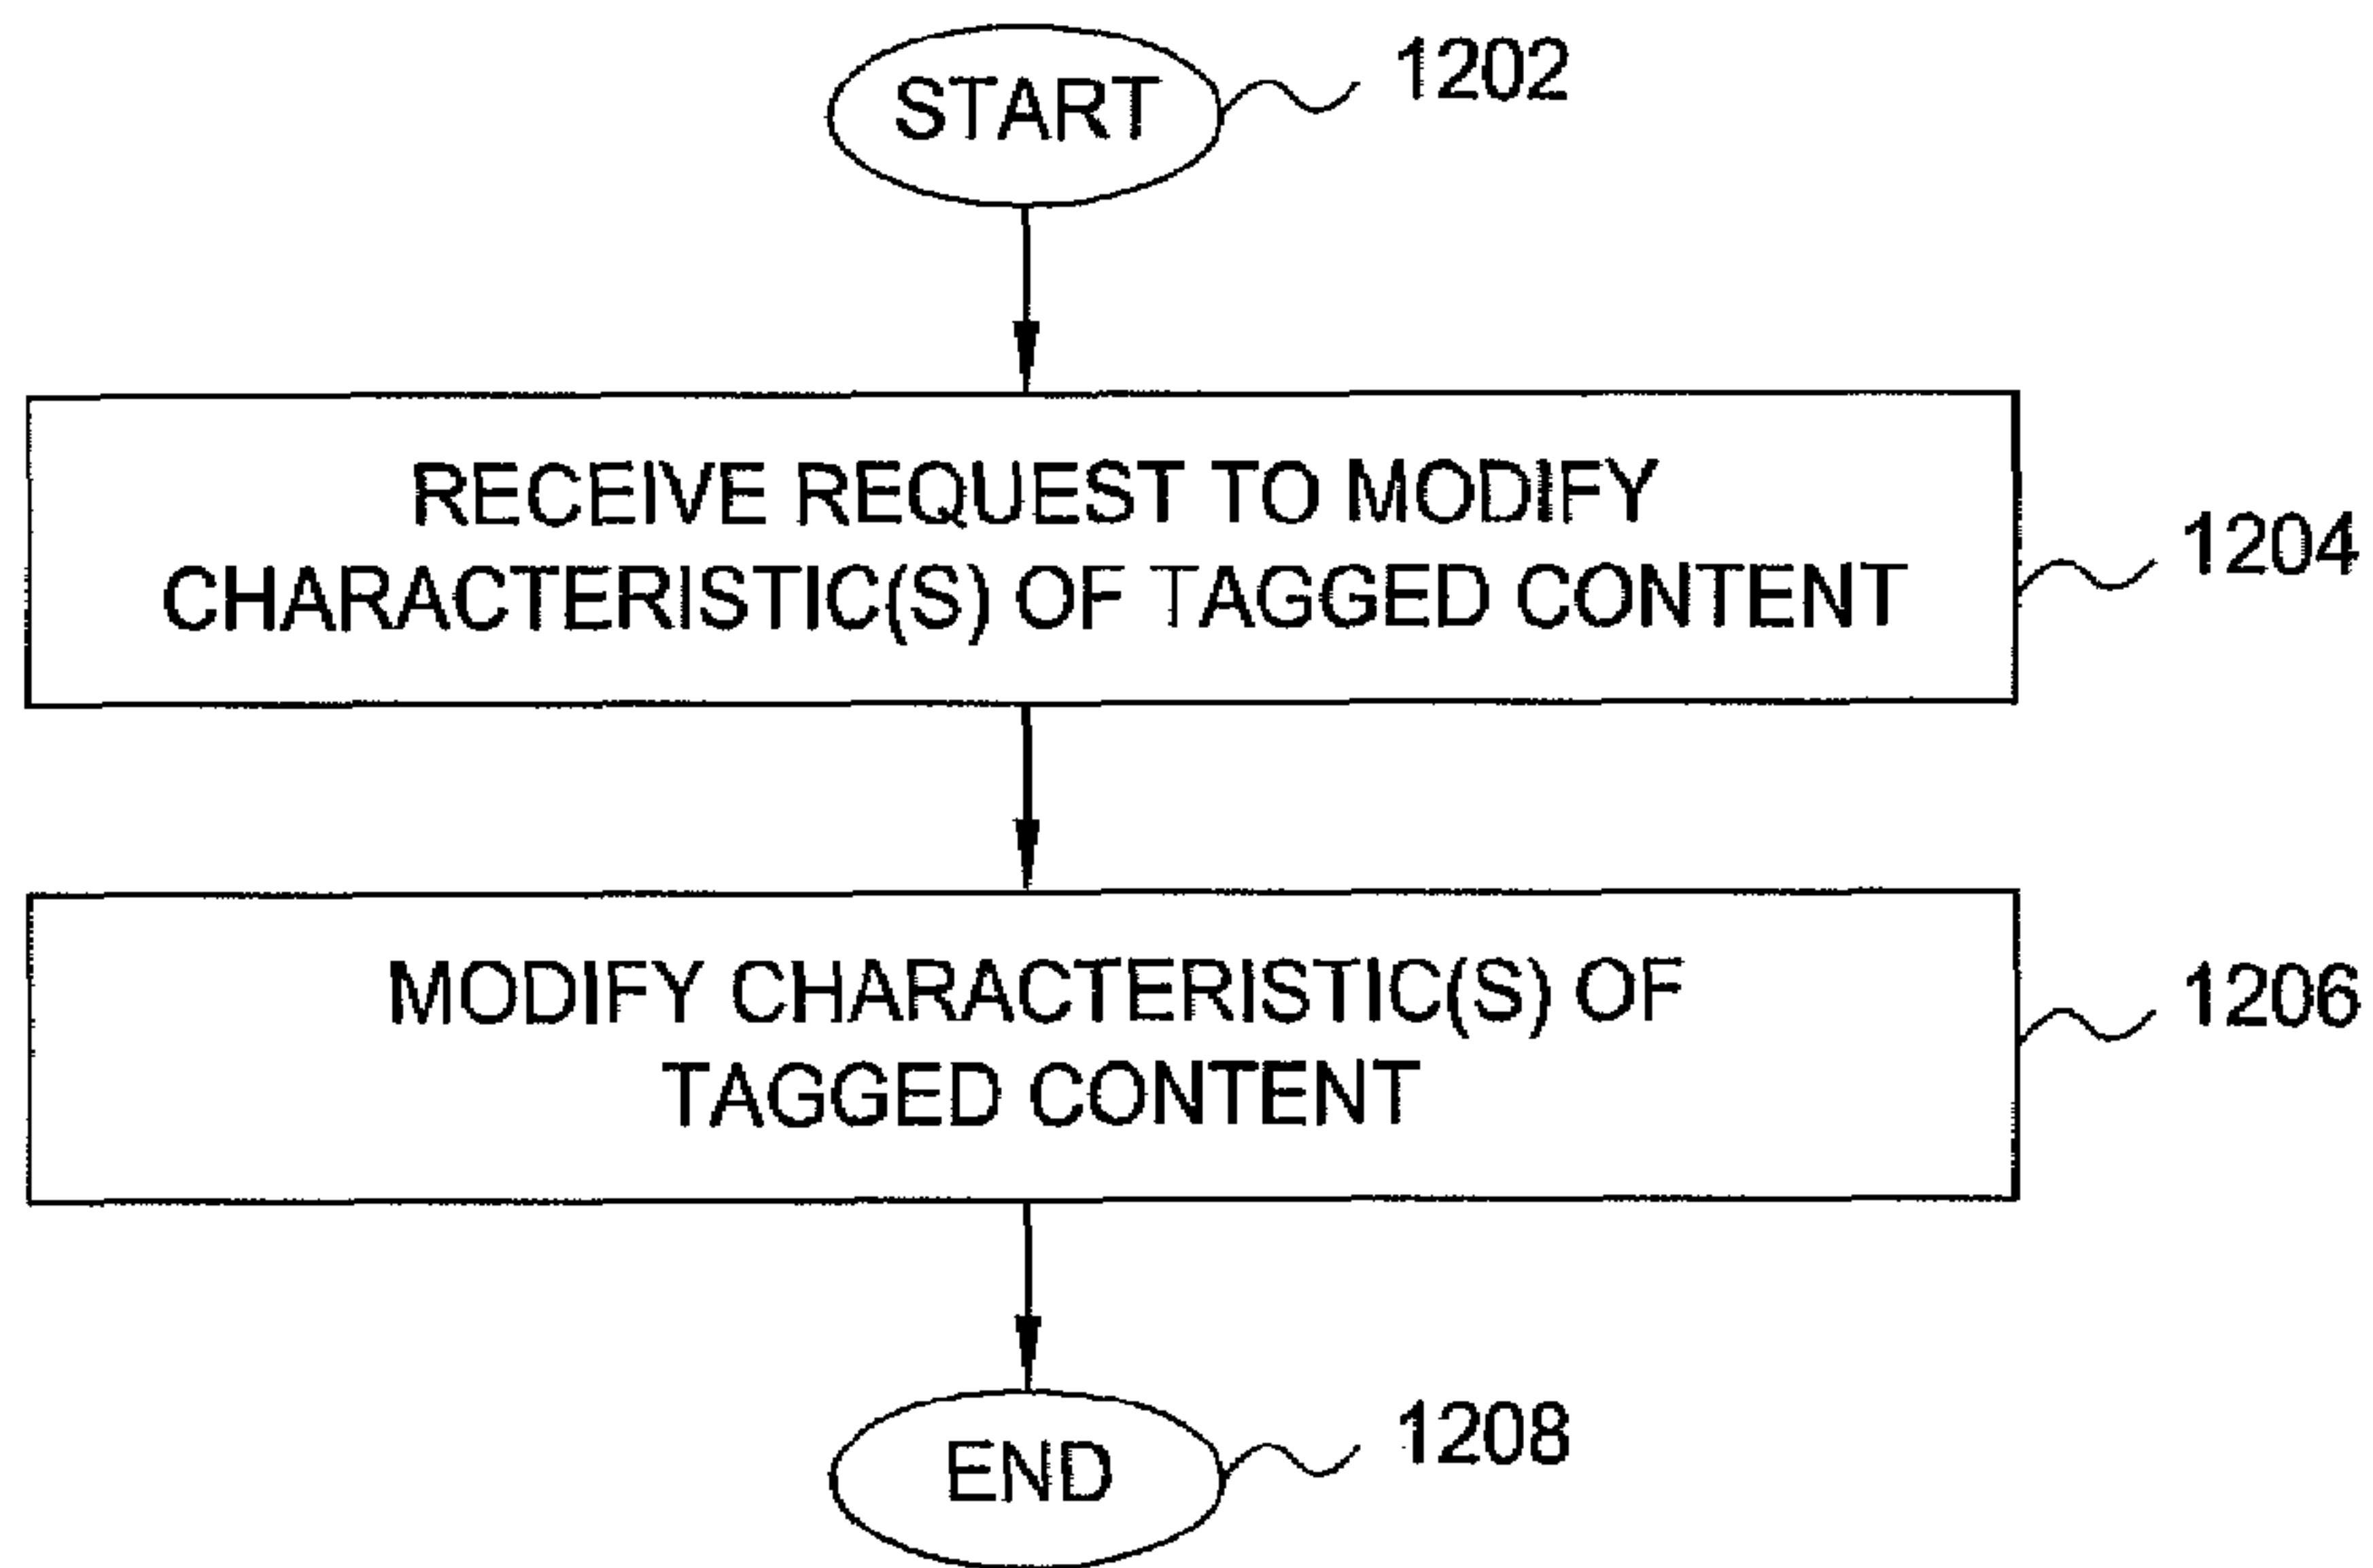 START
1202
RECEIVE REQUEST TO MODIFY
CHARACTERISTIC(S) OF TAGGED CONTENT
1204
MODIFY CHARACTERISTIC(S) OF
TAGGED CONTENT
1206
END
1208